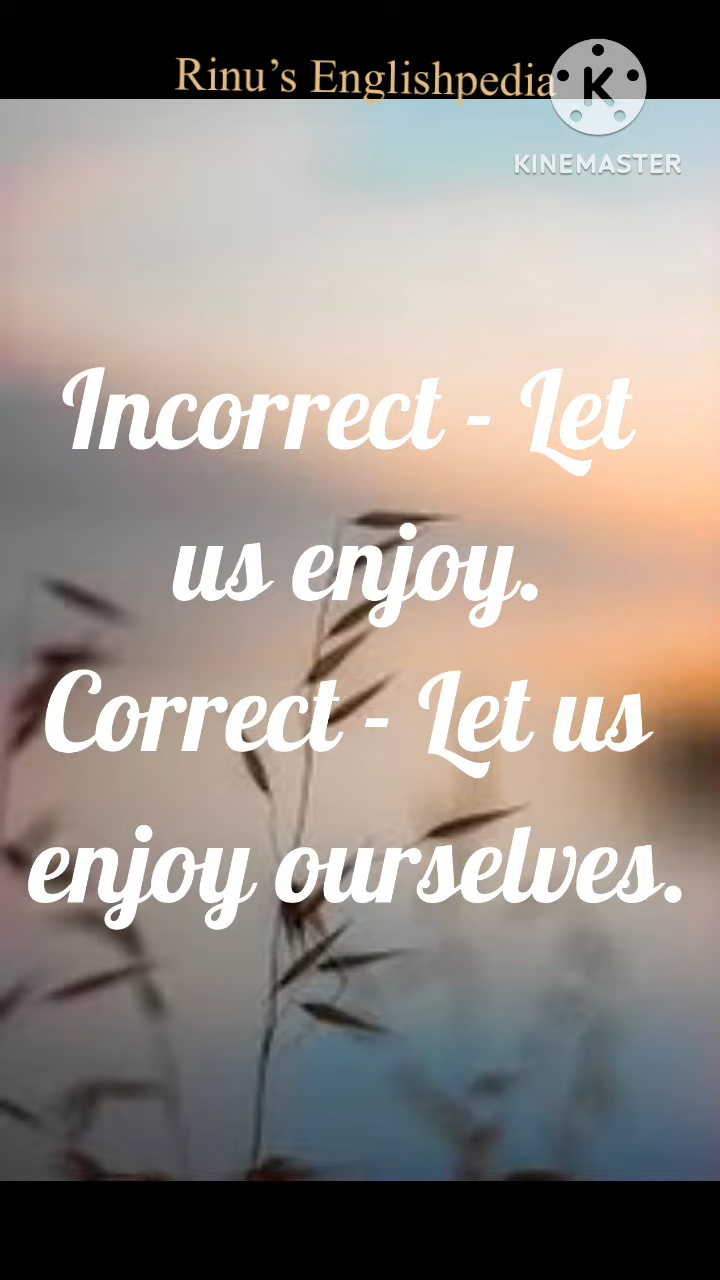 Rinu's Englishpedia
K
KINEMASTER
Incorrect - Let
us enjoy.
Correct - Let us
enjoy ourselves.